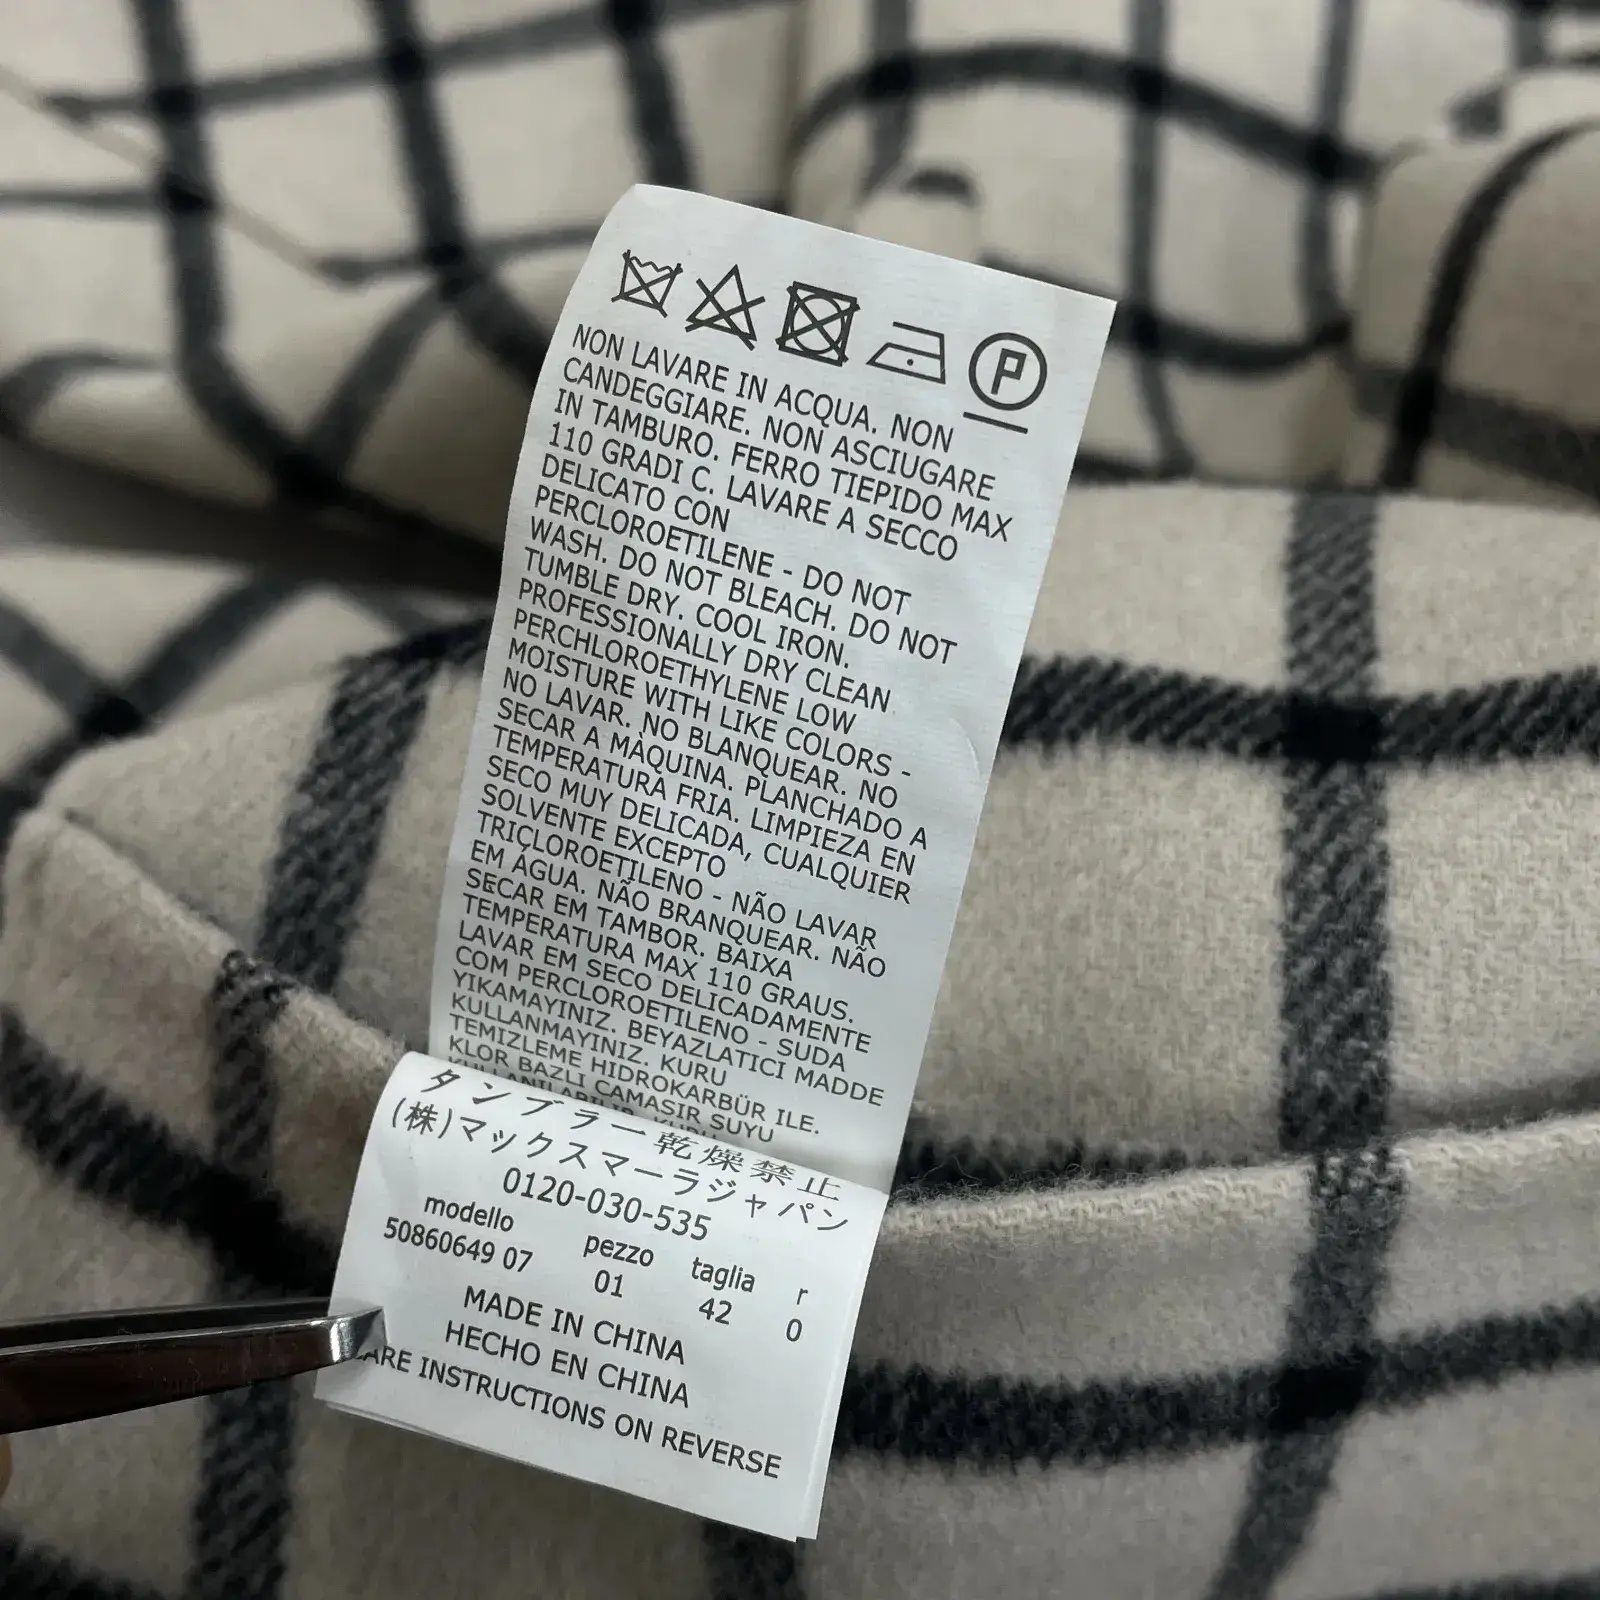 P
NON LAVARE IN ACQUA. NON
CANDEGGIARE. NON ASCIUGARE
IN TAMBURO. FERRO TIEPIDO MAX
110 GRADI C. LAVARE A SECCO
DELICATO CON
PERCLOROETILENE - DO NOT
WASH. DO NOT BLEACH. DO NOT
TUMBLE DRY. COOL IRON.
PROFESSIONALLY DRY CLEAN
PERCHLOROETHYLENE LOW
MOISTURE WITH LIKE COLORS -
NO LAVAR. NO BLANQUEAR. NO
SECAR A MÀQUINA. PLANCHADO A
TEMPERATURA FRIA. LIMPIEZA EN
SECO MUY DELICADA, CUALQUIER
SOLVENTE EXCEPTO
TRICLOROETILENO - NÃO LAVAR
EM ÁGUA. NÃO BRANQUEAR. NÃO
SECAR EM TAMBOR. BAIXA
TEMPERATURA MAX 110 GRAUS.
LAVAR EM SECO DELICADAMENTE
COM PERCLOROETILENO - SUDA
YIKAMAYINIZ. BEYAZLATICI MADDE
KULLANMAYINIZ. KURU
TEMIZLEME HIDROKARBÜR ILE.
KLOR BAZLI CAMASIR SUYU
タンブラー乾燥禁止
(株)マックスマーラジャパン
0120-030-535
modello pezzo taglia r
50860649 07 01 42 0
MADE IN CHINA
HECHO EN CHINA
CARE INSTRUCTIONS ON REVERSE